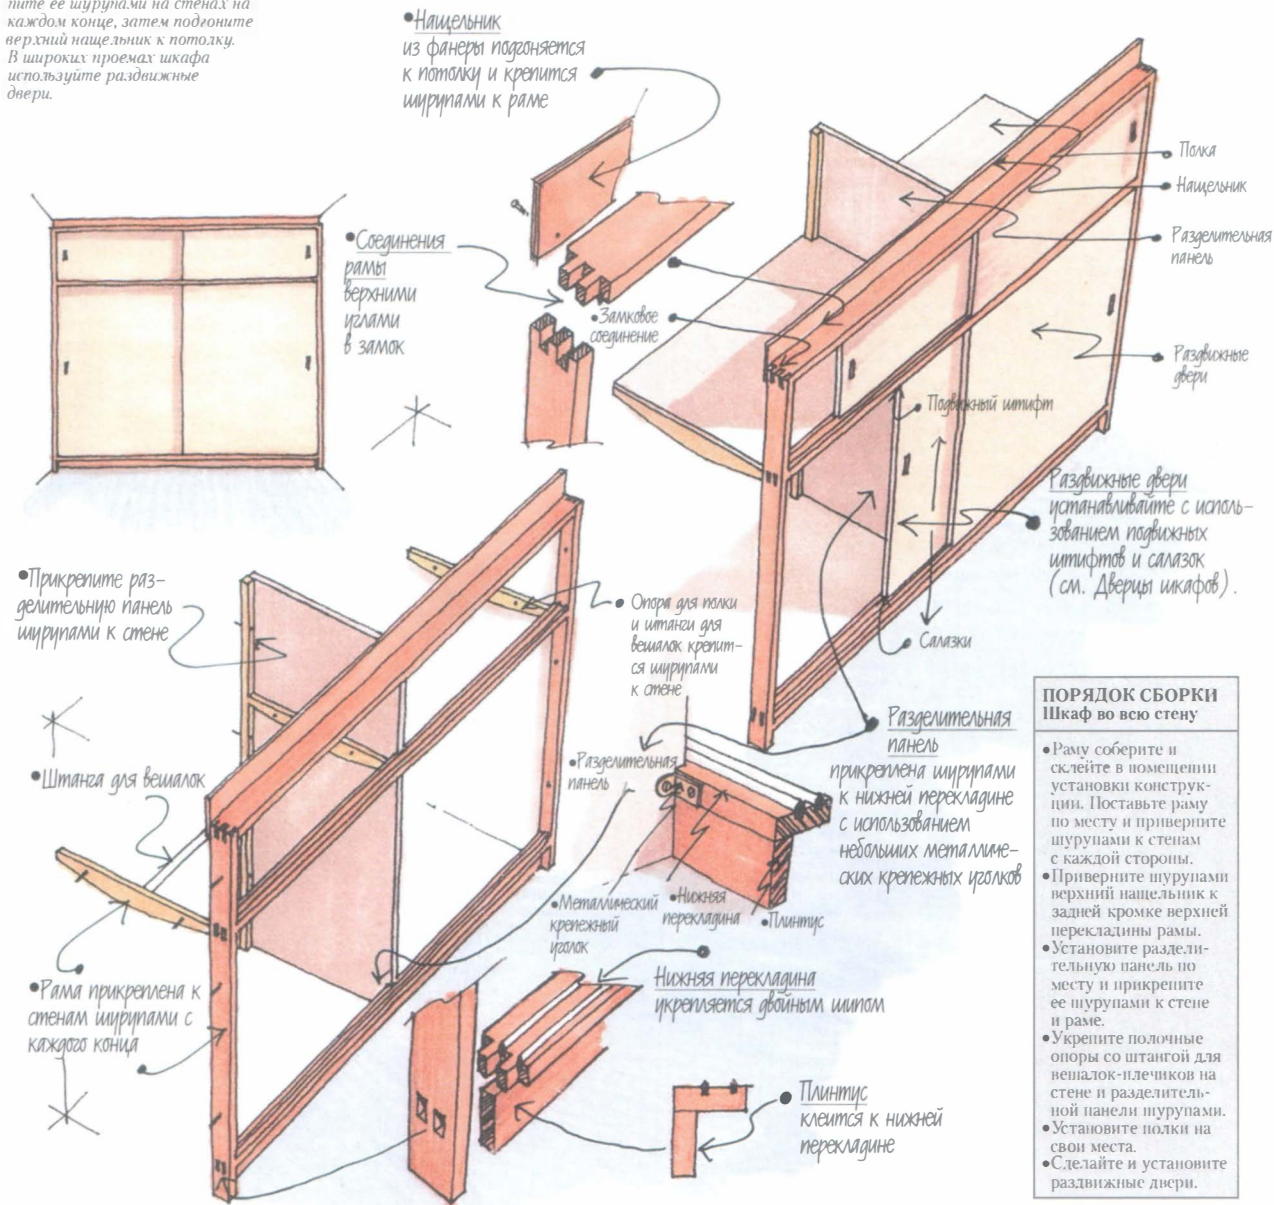 пите ее шурупами на стенах на
каждом конце, затем подгоните
верхний нащельник к потолку.
В широких проемах шкафа
используйте раздвижные
двери.
•Нащельник
из фанеры подгоняется
к потолку и крепится
шурупами к раме
•Соединения
рамы
верхними
углами
в замок
•Замковое
соединение
Полка
Нащельник
Разделительная
панель
Раздвижные
двери
Подвижный штифт
Раздвижные двери
устанавливайте с исполь-
зованием подвижных
штифтов и салазок
(см. Дверцы шкафов).
Салазки
•Прикрепите раз-
делительную панель
шурупами к стене
Опора для полки
и штанги для
вешалок крепит-
ся шурупами
к стене
•Штанга для вешалок
•Разделительная
панель
Разделительная
панель
прикреплена шурупами
к нижней перекладине
с использованием
небольших металличе-
ских крепежных уголков
•Металлический
крепежный
уголок
•Нижняя
перекладина
•Плинтус
•Рама прикреплена к
стенам шурупами с
каждого конца
Нижняя перекладина
укрепляется двойным шипом
Плинтус
клеится к нижней
перекладине
ПОРЯДОК СБОРКИ
Шкаф во всю стену
•Раму соберите и
склейте в помещении
установки конструк-
ции. Поставьте раму
по месту и приверните
шурупами к стенам
с каждой стороны.
•Приверните шурупами
верхний нащельник к
задней кромке верхней
перекладины рамы.
•Установите раздели-
тельную панель по
месту и прикрепите
ее шурупами к стене
и раме.
•Укрепите полочные
опоры со штангой для
вешалок-плечиков на
стене и разделитель-
ной панели шурупами.
•Установите полки на
свои места.
•Сделайте и установите
раздвижные двери.